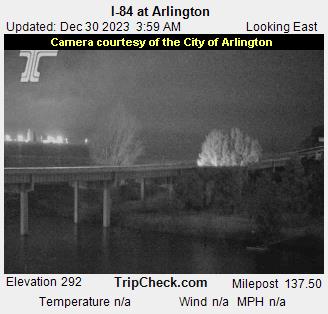 I-84 at Arlington
Updated: Dec 30 2023 3:59 AM Looking East
Camera courtesy of the City of Arlington
Elevation 292 TripCheck.com Milepost 137.50
Temperature n/a Wind n/a MPH n/a